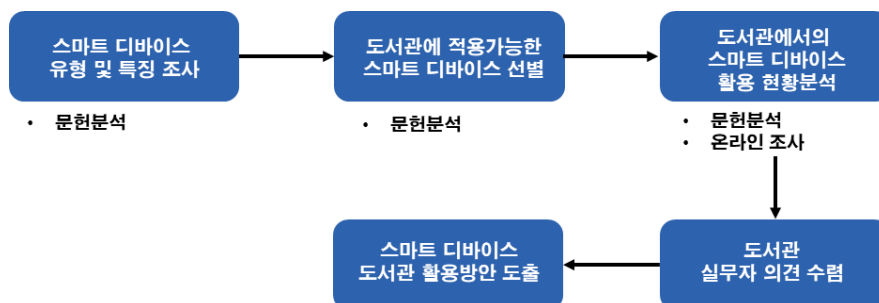 스마트 디바이스
유형 및 특징 조사
• 문헌분석
도서관에 적용가능한
스마트 디바이스 선별
• 문헌분석
도서관에서의
스마트 디바이스
활용 현황분석
• 문헌분석
• 온라인 조사
도서관
실무자 의견 수렴
스마트 디바이스
도서관 활용방안 도출